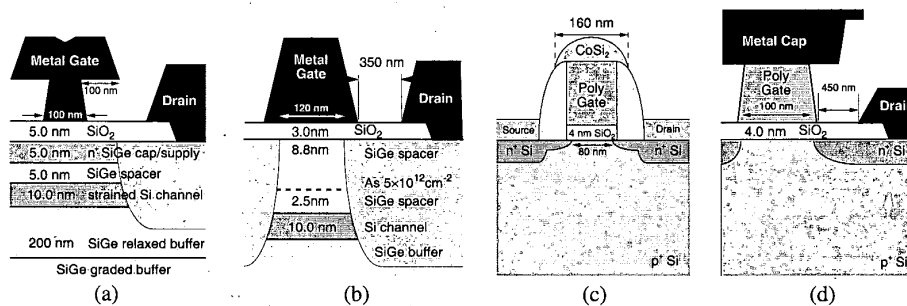 Metal Gate
100 nm
100 nm
Drain
5.0 nm SiO2
5.0 nm n+ SiGe cap/supply
5.0 nm SiGe spacer
10.0 nm strained Si channel
200 nm SiGe relaxed buffer
SiGe graded buffer
(a)
Metal Gate
350 nm
120 nm
Drain
3.0nm SiO2
8.8nm SiGe spacer
As 5×10¹²cm⁻²
2.5nm SiGe spacer
10.0 nm Si channel
SiGe buffer
(b)
160 nm
CoSi2
Poly Gate
Source
4 nm SiO2
Drain
n+ Si
80 nm
n+ Si
p+ Si
(c)
Metal Cap
Poly Gate
450 nm
100 nm
Drain
4.0 nm SiO2
n+ Si
p+ Si
(d)